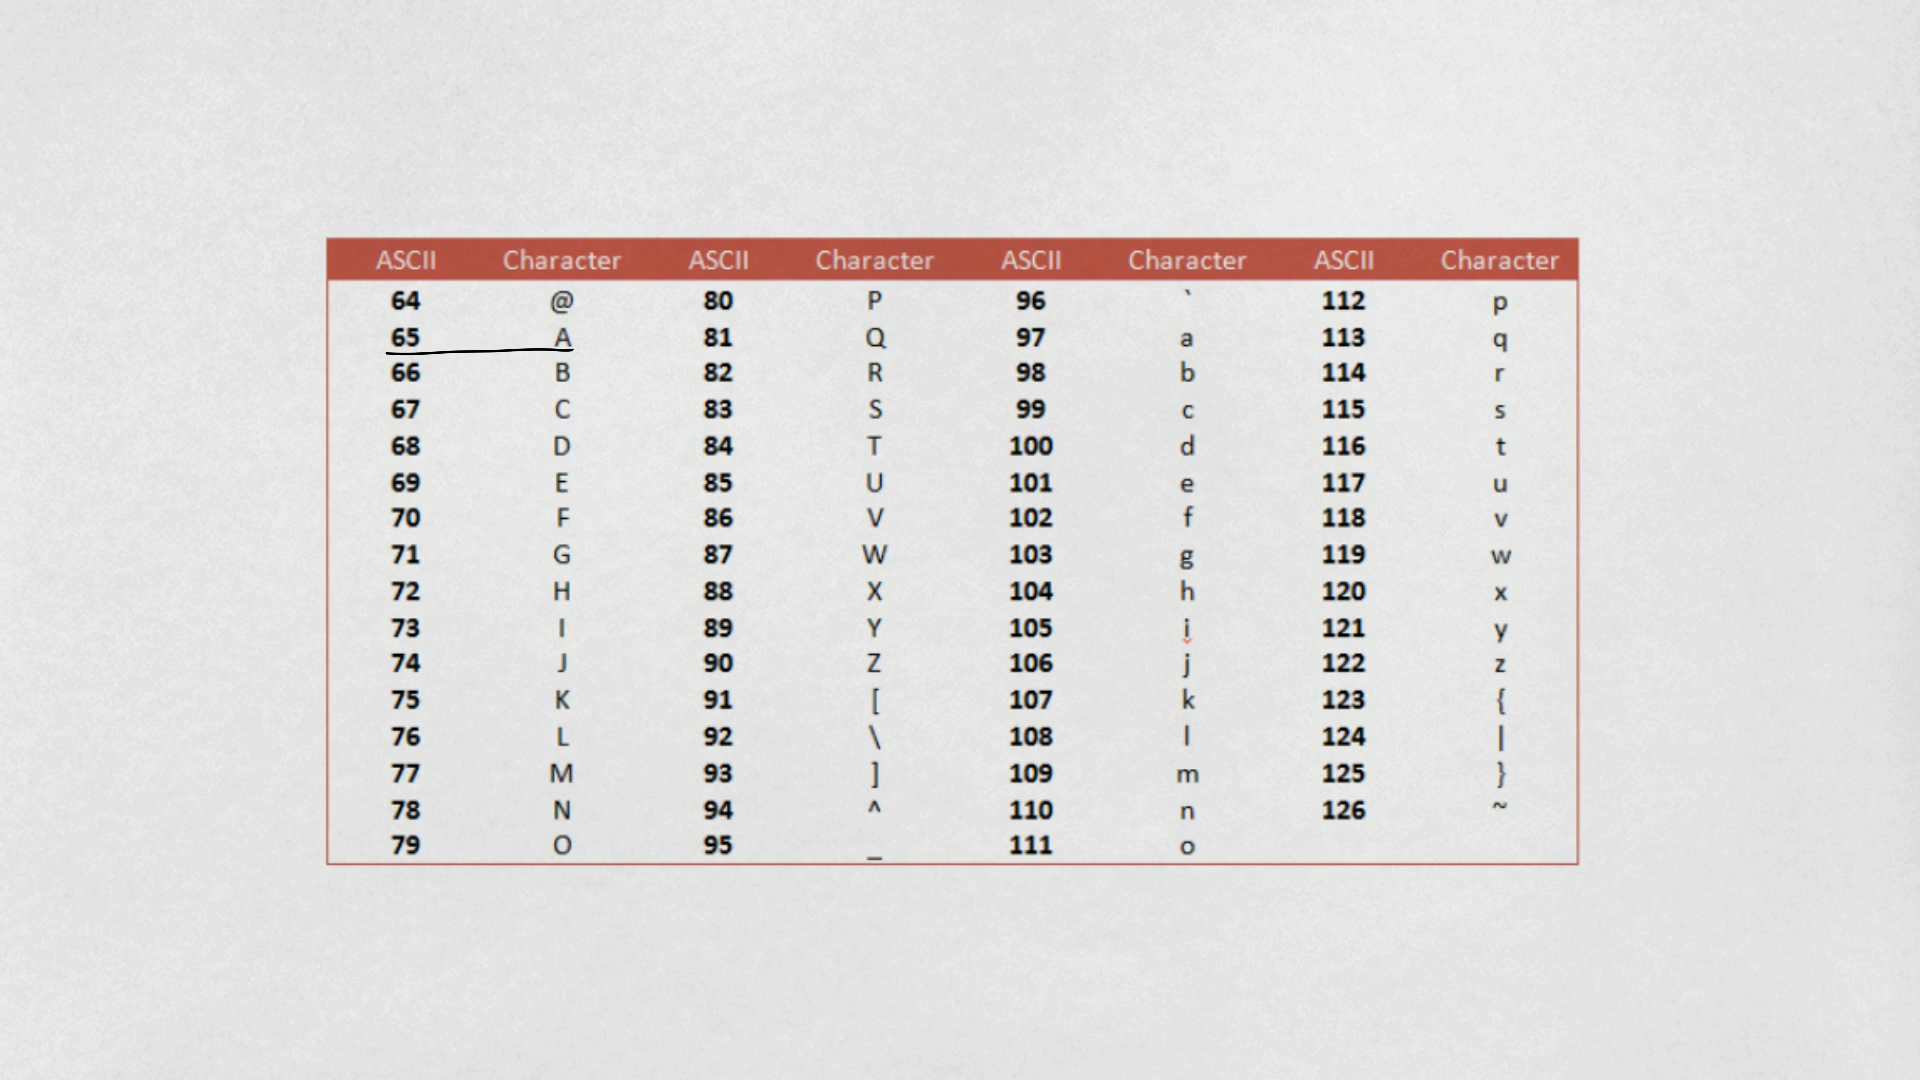 ASCII Character ASCII Character ASCII Character ASCII Character
64 @ 80 P 96 ` 112 p
65 A 81 Q 97 a 113 q
66 B 82 R 98 b 114 r
67 C 83 S 99 c 115 s
68 D 84 T 100 d 116 t
69 E 85 U 101 e 117 u
70 F 86 V 102 f 118 v
71 G 87 W 103 g 119 w
72 H 88 X 104 h 120 x
73 I 89 Y 105 i 121 y
74 J 90 Z 106 j 122 z
75 K 91 [ 107 k 123 {
76 L 92 \ 108 l 124 |
77 M 93 ] 109 m 125 }
78 N 94 ^ 110 n 126 ~
79 O 95 _ 111 o